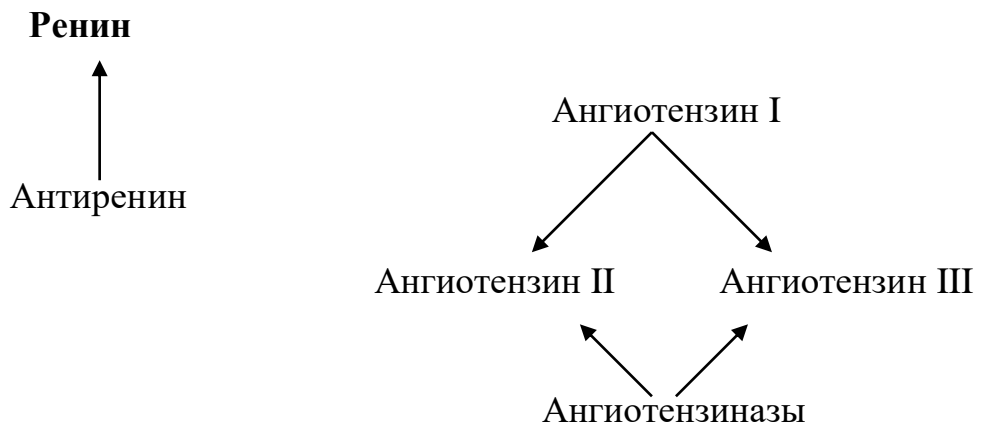 Ренин
Ангиотензин I
Антиренин
Ангиотензин II
Ангиотензин III
Ангиотензиназы